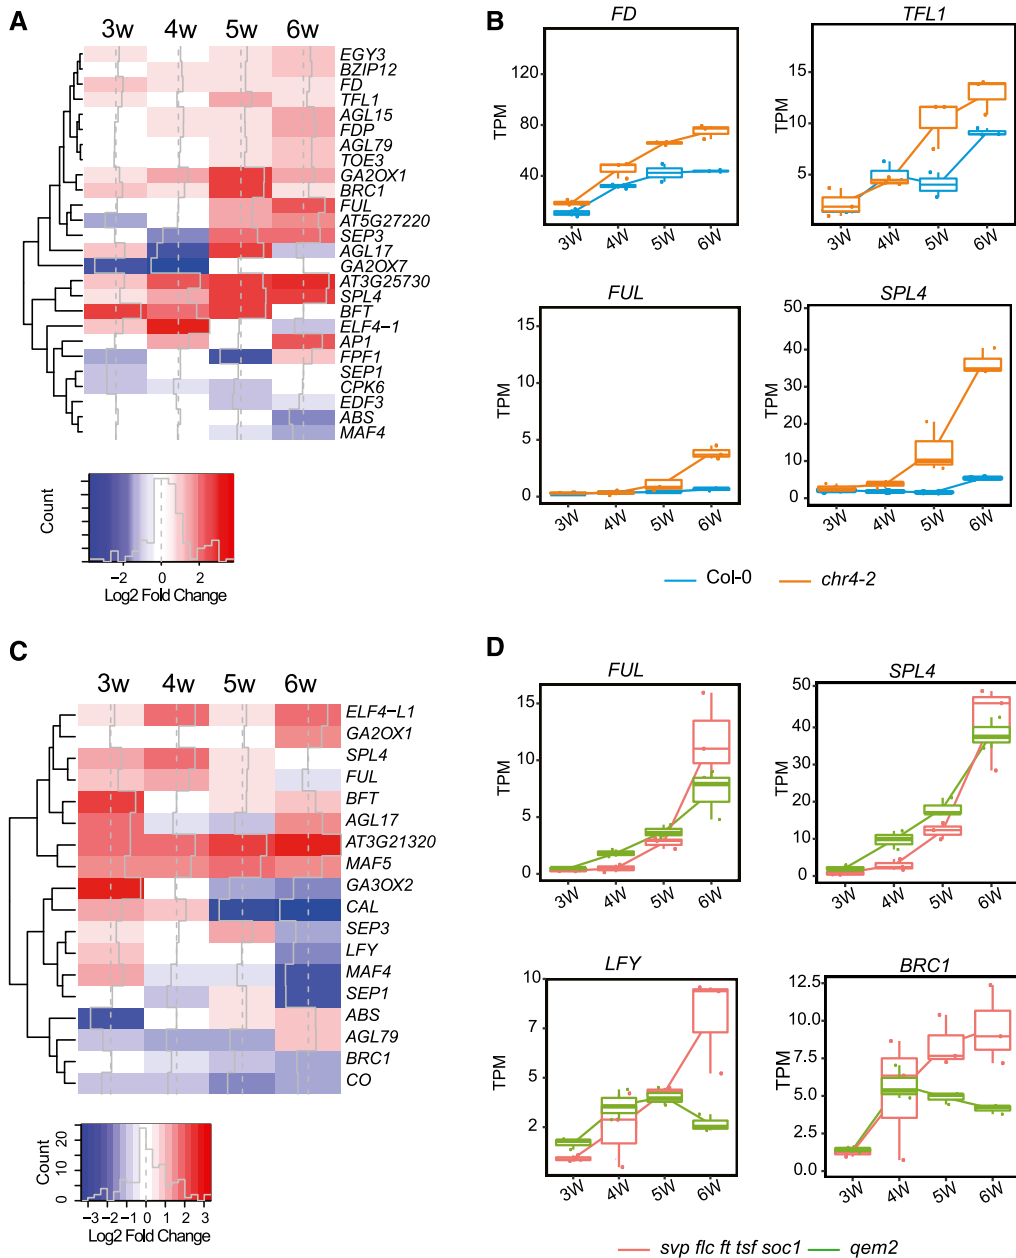 A
3w 4w 5w 6w
EGY3
BZIP12
FD
TFL1
AGL15
FDP
AGL79
TOE3
GA2OX1
BRC1
FUL
AT5G27220
SEP3
AGL17
GA2OX7
AT3G25730
SPL4
BFT
ELF4-1
AP1
FPF1
SEP1
CPK6
EDF3
ABS
MAF4
Count
-2 0 2
Log2 Fold Change
B
FD
TPM
120
80
40
3W 4W 5W 6W
TFL1
TPM
15
10
5
3W 4W 5W 6W
FUL
TPM
15
10
5
0
3W 4W 5W 6W
SPL4
TPM
50
40
30
20
10
0
3W 4W 5W 6W
Col-0 chr4-2
C
3w 4w 5w 6w
ELF4-L1
GA2OX1
SPL4
FUL
BFT
AGL17
AT3G21320
MAF5
GA3OX2
CAL
SEP3
LFY
MAF4
SEP1
ABS
AGL79
BRC1
CO
Count
20
10
5
0
-3 -2 -1 0 1 2 3
Log2 Fold Change
D
FUL
TPM
15
10
5
0
3W 4W 5W 6W
SPL4
TPM
50
40
30
20
10
0
3W 4W 5W 6W
LFY
TPM
10
7
5
2
3W 4W 5W 6W
BRC1
TPM
12.5
10.0
7.5
5.0
2.5
0.0
3W 4W 5W 6W
svp flc ft tsf soc1 qem2